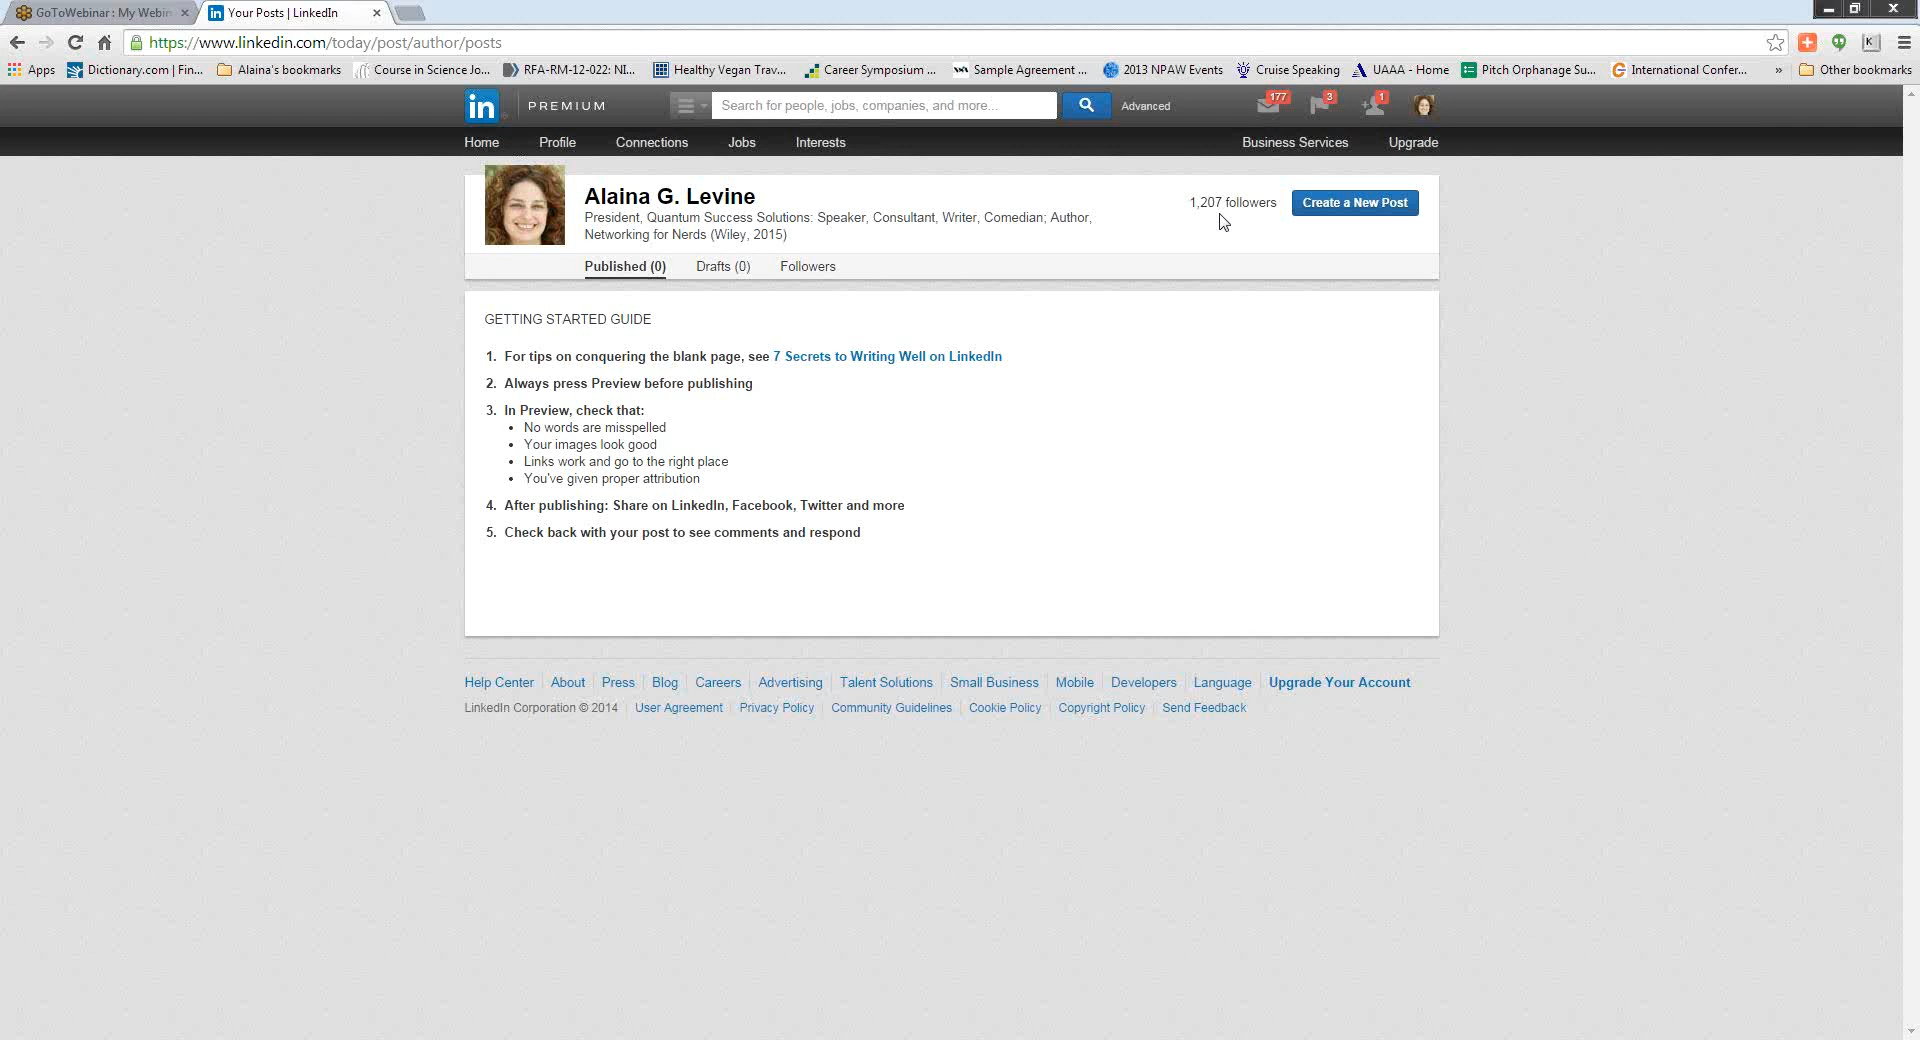 GoToWebinar : My Webin
Your Posts | LinkedIn
https://www.linkedin.com/today/post/author/posts
Apps
Dictionary.com | Fin...
Alaina's bookmarks
Course in Science Jo...
RFA-RM-12-022: NI...
Healthy Vegan Trav...
Career Symposium ...
Sample Agreement ...
2013 NPAW Events
Cruise Speaking
UAAA - Home
Pitch Orphanage Su...
International Confer...
»
Other bookmarks
in
PREMIUM
Search for people, jobs, companies, and more...
Advanced
177
3
1
Home
Profile
Connections
Jobs
Interests
Business Services
Upgrade
Alaina G. Levine
President, Quantum Success Solutions: Speaker, Consultant, Writer, Comedian; Author,
Networking for Nerds (Wiley, 2015)
1,207 followers
Create a New Post
Published (0)
Drafts (0)
Followers
GETTING STARTED GUIDE
1. For tips on conquering the blank page, see 7 Secrets to Writing Well on LinkedIn
2. Always press Preview before publishing
3. In Preview, check that:
• No words are misspelled
• Your images look good
• Links work and go to the right place
• You've given proper attribution
4. After publishing: Share on LinkedIn, Facebook, Twitter and more
5. Check back with your post to see comments and respond
Help Center
About
Press
Blog
Careers
Advertising
Talent Solutions
Small Business
Mobile
Developers
Language
Upgrade Your Account
LinkedIn Corporation © 2014
User Agreement
Privacy Policy
Community Guidelines
Cookie Policy
Copyright Policy
Send Feedback